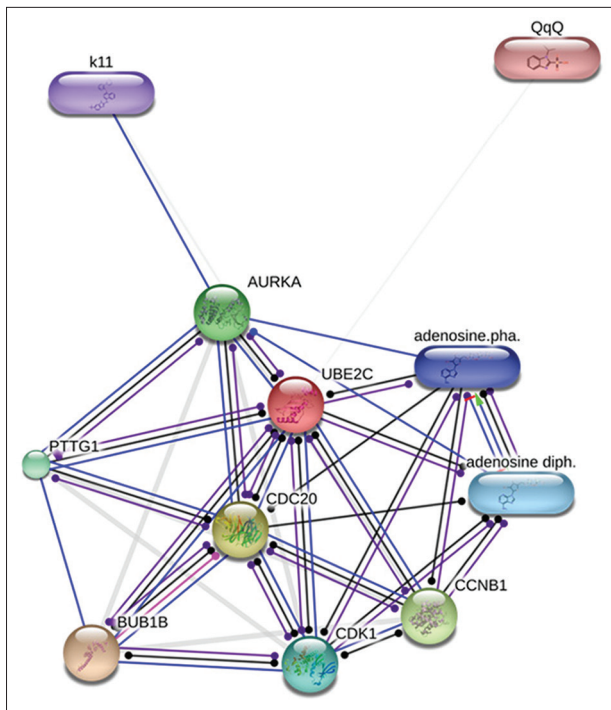 QqQ
k11
AURKA
adenosine.pha.
UBE2C
PTTG1
adenosine diph.
CDC20
CCNB1
BUB1B
CDK1